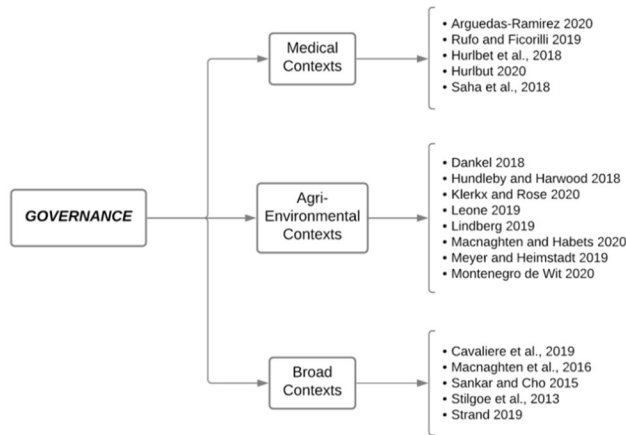 GOVERNANCE
Medical
Contexts
• Arguedas-Ramirez 2020
• Rufo and Ficorilli 2019
• Hurlbet et al., 2018
• Hurlbut 2020
• Saha et al., 2018
Agri-
Environmental
Contexts
• Dankel 2018
• Hundleby and Harwood 2018
• Klerkx and Rose 2020
• Leone 2019
• Lindberg 2019
• Macnaghten and Habets 2020
• Meyer and Heimstadt 2019
• Montenegro de Wit 2020
Broad
Contexts
• Cavaliere et al., 2019
• Macnaghten et al., 2016
• Sankar and Cho 2015
• Stilgoe et al., 2013
• Strand 2019